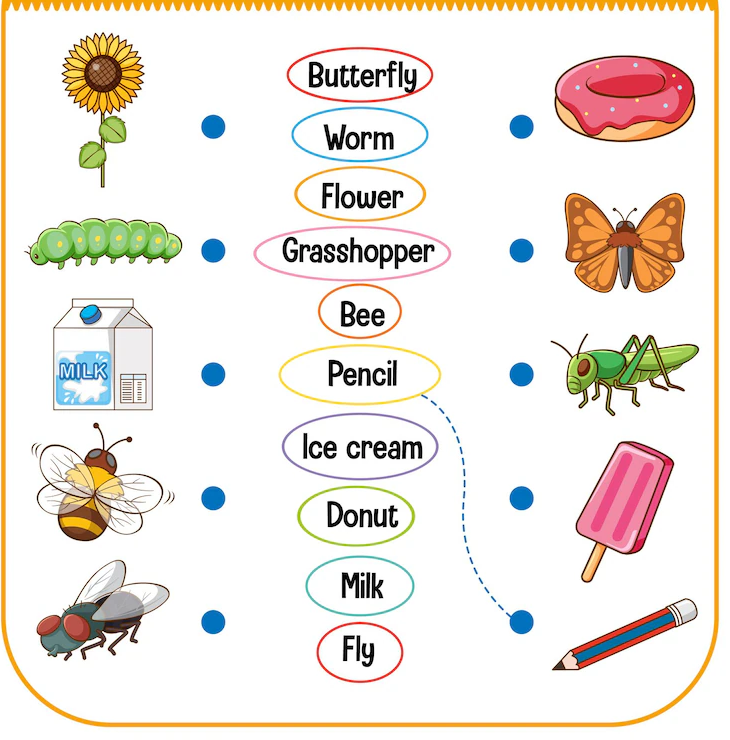 Butterfly
Worm
Flower
Grasshopper
Bee
Pencil
Ice cream
Donut
Milk
Fly
MILK